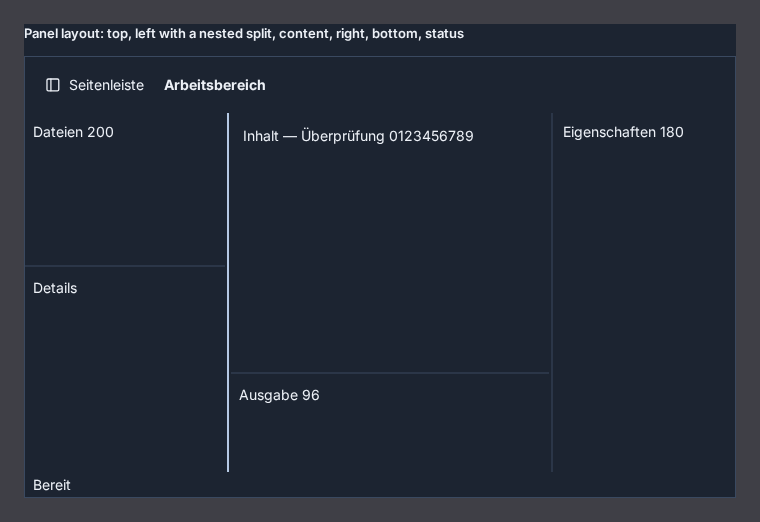 Panel layout: top, left with a nested split, content, right, bottom, status
Seitenleiste Arbeitsbereich
Dateien 200
Inhalt — Überprüfung 0123456789
Eigenschaften 180
Details
Ausgabe 96
Bereit